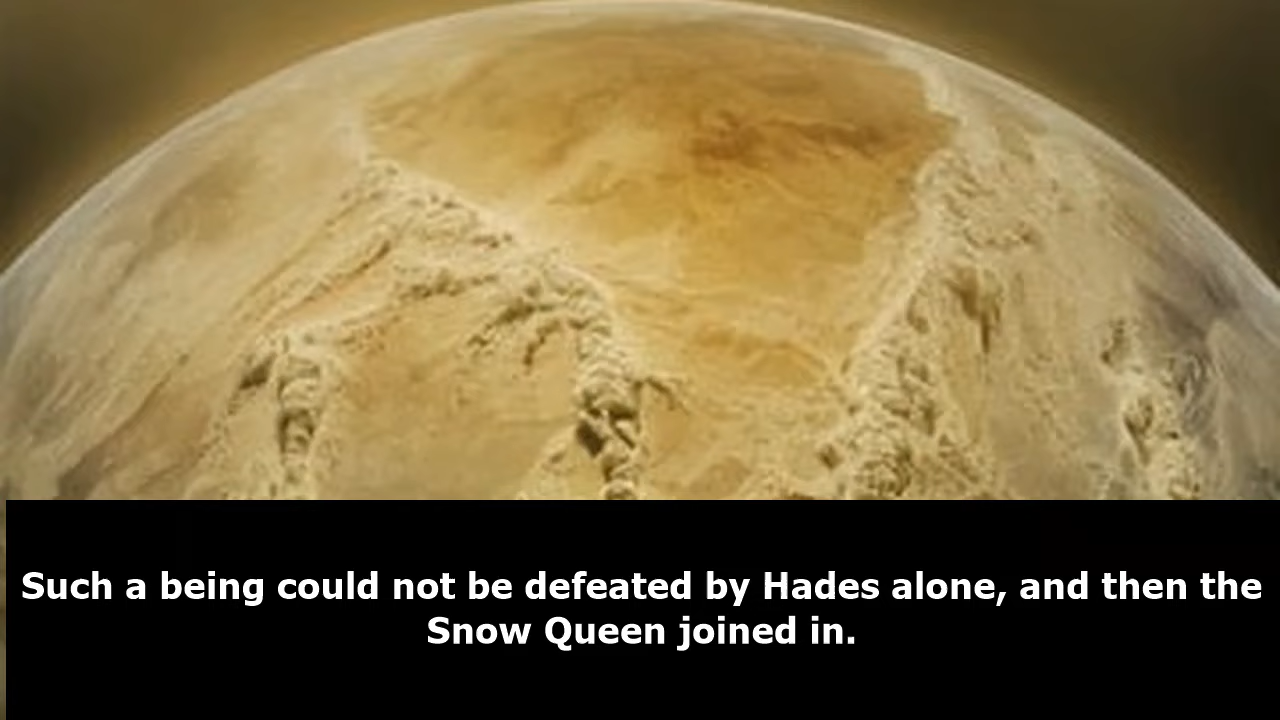 Such a being could not be defeated by Hades alone, and then the
Snow Queen joined in.